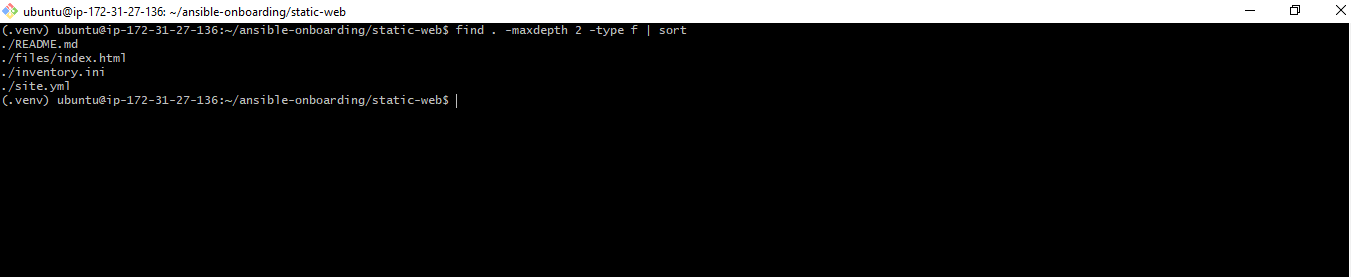 ubuntu@ip-172-31-27-136: ~/ansible-onboarding/static-web
(.venv) ubuntu@ip-172-31-27-136:~/ansible-onboarding/static-web$ find . -maxdepth 2 -type f | sort
./README.md
./files/index.html
./inventory.ini
./site.yml
(.venv) ubuntu@ip-172-31-27-136:~/ansible-onboarding/static-web$